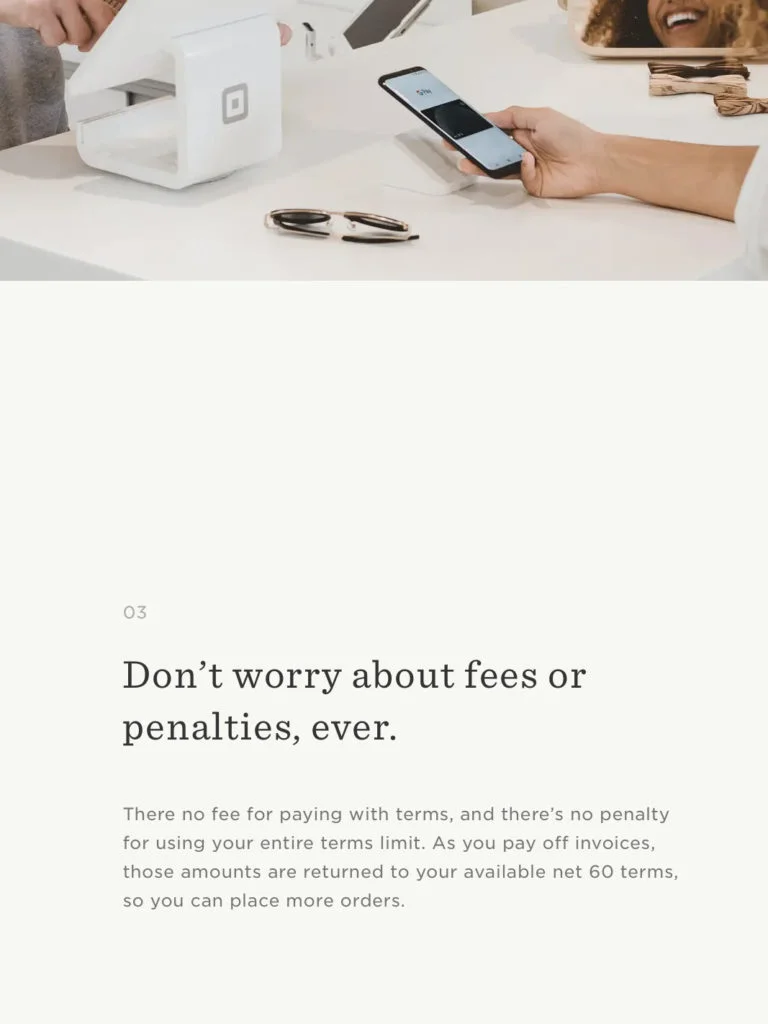 03
Don’t worry about fees or
penalties, ever.
There no fee for paying with terms, and there’s no penalty
for using your entire terms limit. As you pay off invoices,
those amounts are returned to your available net 60 terms,
so you can place more orders.